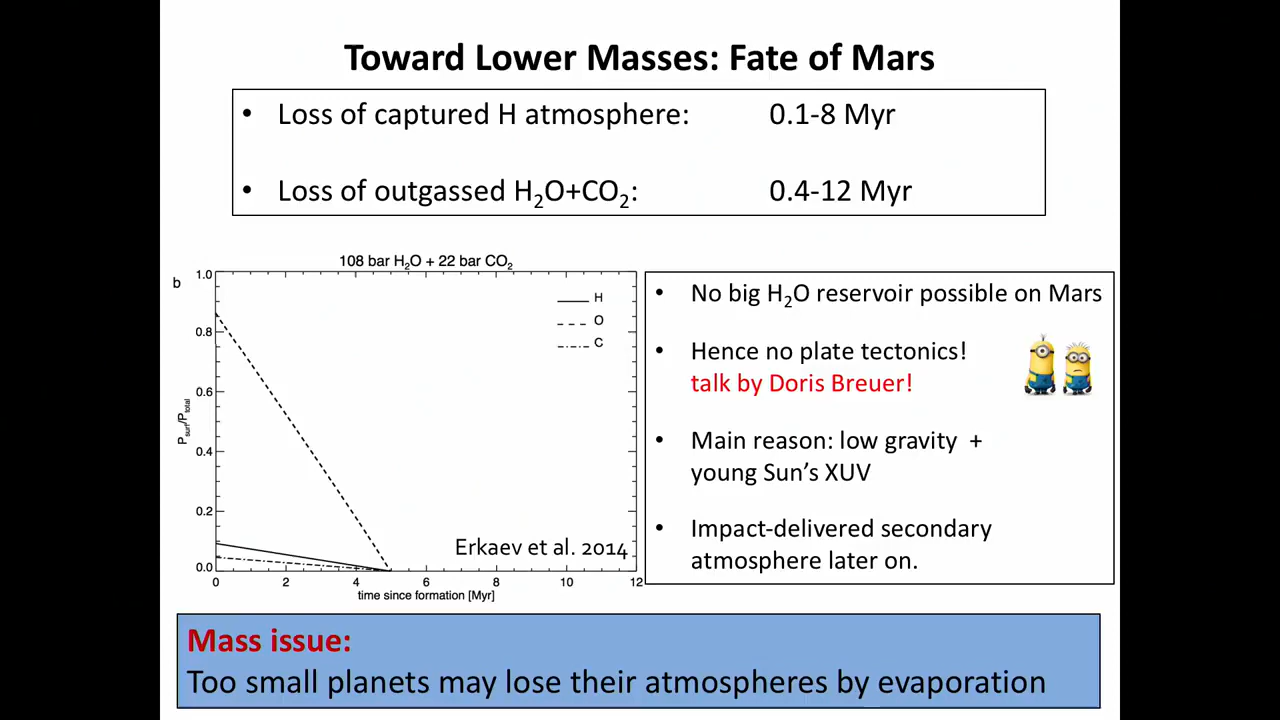 Toward Lower Masses: Fate of Mars
• Loss of captured H atmosphere: 0.1-8 Myr
• Loss of outgassed H₂O+CO₂: 0.4-12 Myr
108 bar H₂O + 22 bar CO₂
b
1.0
0.8
0.6
0.4
0.2
0.0
P_surf/P_total
H
O
C
Erkaev et al. 2014
0 2 4 6 8 10 12
time since formation [Myr]
• No big H₂O reservoir possible on Mars
• Hence no plate tectonics!
talk by Doris Breuer!
• Main reason: low gravity +
young Sun's XUV
• Impact-delivered secondary
atmosphere later on.
Mass issue:
Too small planets may lose their atmospheres by evaporation